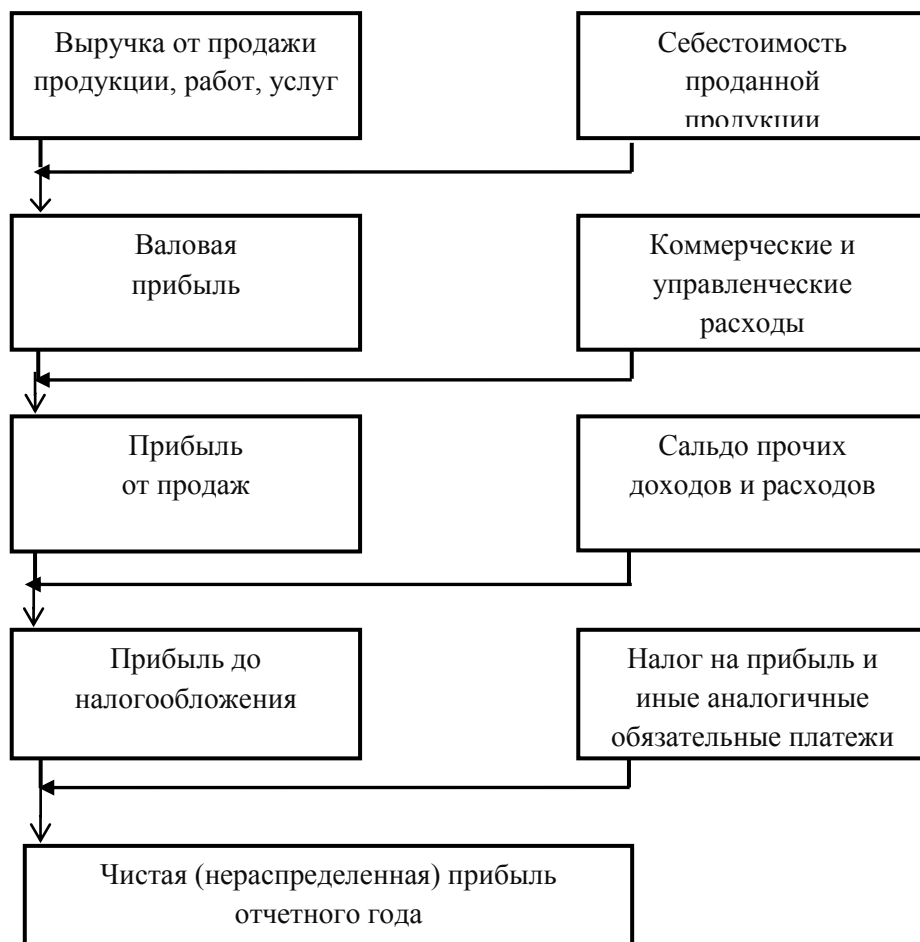 Выручка от продажи
продукции, работ, услуг
Себестоимость
проданной
продукции
Валовая
прибыль
Коммерческие и
управленческие
расходы
Прибыль
от продаж
Сальдо прочих
доходов и расходов
Прибыль до
налогообложения
Налог на прибыль и
иные аналогичные
обязательные платежи
Чистая (нераспределенная) прибыль
отчетного года